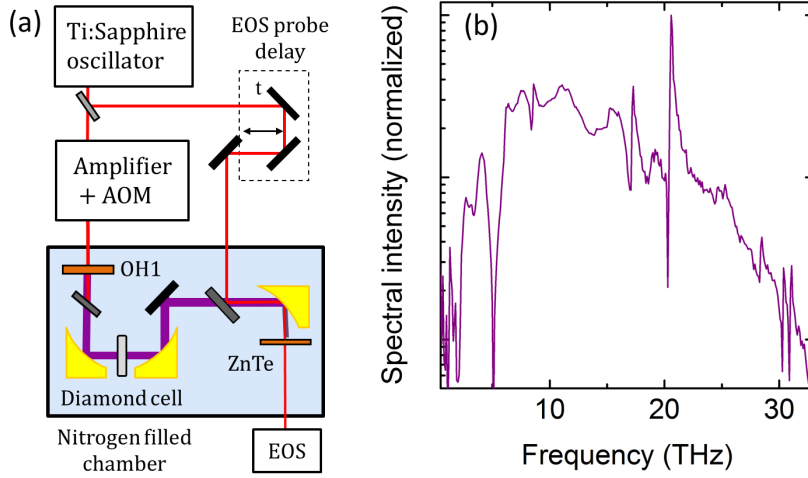 (a)
Ti:Sapphire
oscillator
EOS probe
delay
t
Amplifier
+ AOM
OH1
ZnTe
Diamond cell
Nitrogen filled
chamber
EOS
(b)
Spectral intensity (normalized)
10
20
30
Frequency (THz)